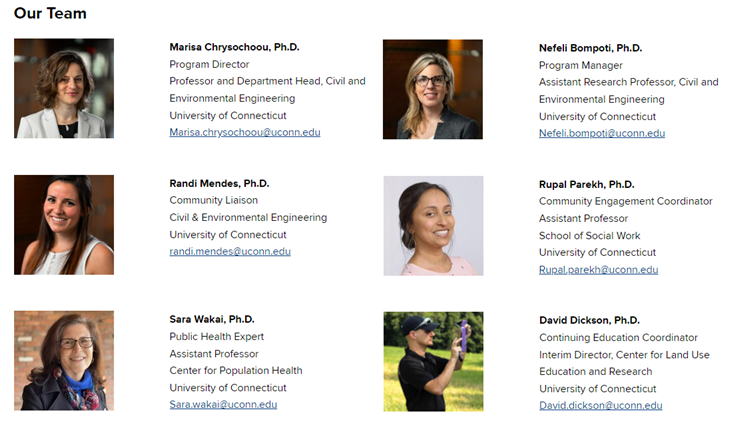 Our Team
Marisa Chrysochoou, Ph.D.
Program Director
Professor and Department Head, Civil and
Environmental Engineering
University of Connecticut
Marisa.chrysochoou@uconn.edu
Nefeli Bompoti, Ph.D.
Program Manager
Assistant Research Professor, Civil and
Environmental Engineering
University of Connecticut
Nefeli.bompoti@uconn.edu
Randi Mendes, Ph.D.
Community Liaison
Civil & Environmental Engineering
University of Connecticut
randi.mendes@uconn.edu
Rupal Parekh, Ph.D.
Community Engagement Coordinator
Assistant Professor
School of Social Work
University of Connecticut
Rupal.parekh@uconn.edu
Sara Wakai, Ph.D.
Public Health Expert
Assistant Professor
Center for Population Health
University of Connecticut
Sara.wakai@uconn.edu
David Dickson, Ph.D.
Continuing Education Coordinator
Interim Director, Center for Land Use
Education and Research
University of Connecticut
David.dickson@uconn.edu